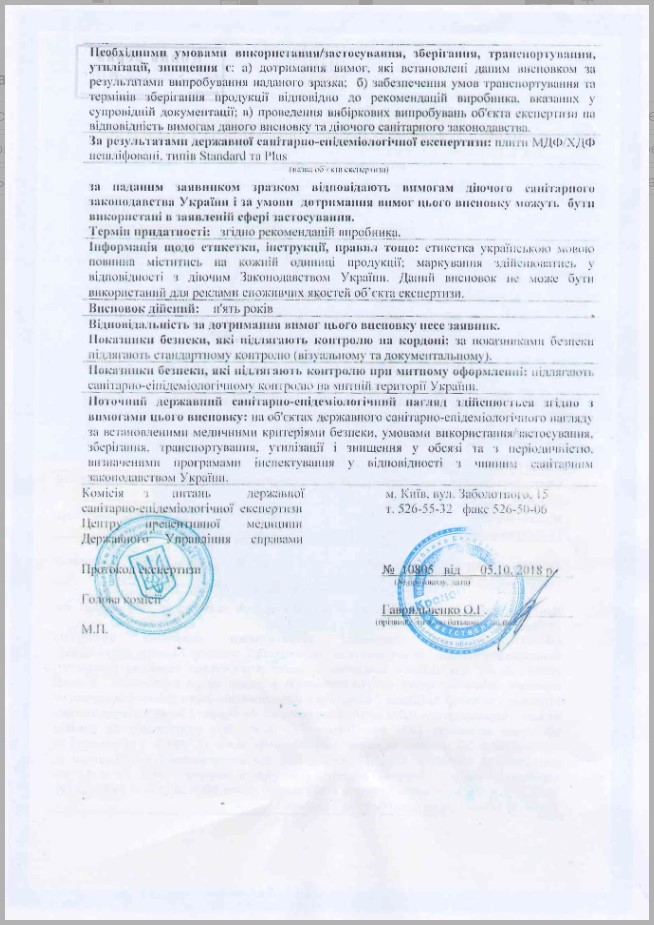 Необхідними умовами використання/застосування, зберігання, транспортування,
утилізації, знищення є: а) дотримання вимог, які встановлені даним висновком за
результатами випробування наданого зразка; б) забезпечення умов транспортування та
термінів зберігання продукції відповідно до рекомендацій виробника, вказаних у
супровідній документації; в) проведення вибіркових випробувань об'єкта експертизи на
відповідність вимогам даного висновку та діючого санітарного законодавства.
За результатами державної санітарно-епідеміологічної експертизи: плити МДФ/ХДФ
нешліфовані, типів Standard та Plus
(назва об'єктів експертизи)
за наданим заявником зразком відповідають вимогам діючого санітарного
законодавства України і за умови дотримання вимог цього висновку можуть бути
використані в заявленій сфері застосування.
Термін придатності: згідно рекомендацій виробника.
Інформація щодо етикетки, інструкції, правил тощо: етикетка українською мовою
повинна міститись на кожній одиниці продукції; маркування здійснюватись у
відповідності з діючим Законодавством України. Даний висновок не може бути
використаний для реклами споживчих якостей об'єкта експертизи.
Висновок дійсний: п'ять років
Відповідальність за дотримання вимог цього висновку несе заявник.
Показники безпеки, які підлягають контролю на кордоні: за показниками безпеки
підлягають стандартному контролю (візуальному та документальному).
Показники безпеки, які підлягають контролю при митному оформленні: підлягають
санітарно-епідеміологічному контролю на митній території України.
Поточний державний санітарно-епідеміологічний нагляд здійснюється згідно з
вимогами цього висновку: на об'єктах державного санітарно-епідеміологічного нагляду
за встановленими медичними критеріями безпеки, умовами використання/застосування,
зберігання, транспортування, утилізації і знищення у обсязі та з періодичністю,
визначеними програмами інспектування у відповідності з чинним санітарним
законодавством України.
Комісія з питань державної
санітарно-епідеміологічної експертизи
Центру превентивної медицини
Державного Управління справами
м. Київ, вул. Заболотного, 15
т. 526-55-32 факс 526-50-06
Протокол експертизи
№ 10805 від 05.10.2018 р.
Голова комісії
Гаврильченко О.Г.
М.П.